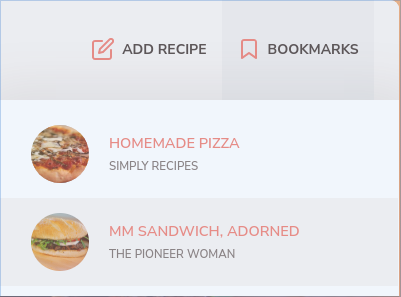 ADD RECIPE BOOKMARKS
HOMEMADE PIZZA
SIMPLY RECIPES
MM SANDWICH, ADORNED
THE PIONEER WOMAN